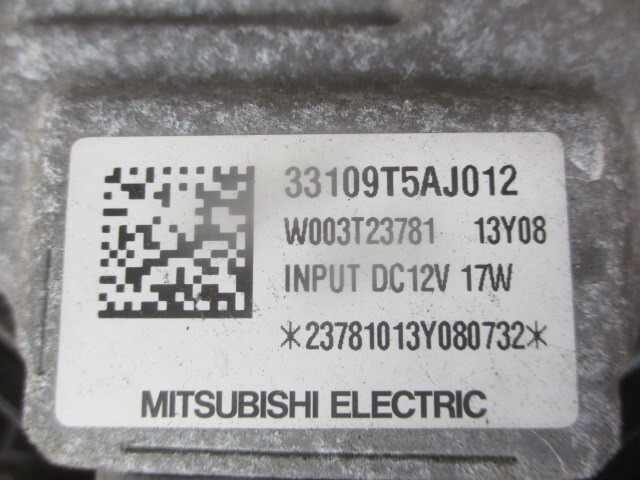 33109T5AJ012
W003T23781 13Y08
INPUT DC12V 17W
*23781013Y080732*
MITSUBISHI ELECTRIC